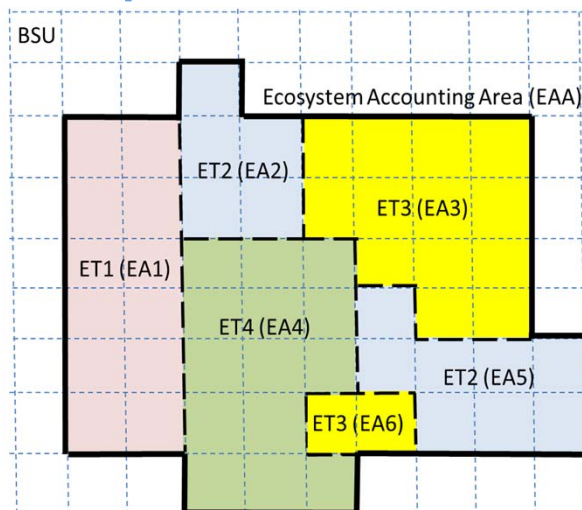 BSU
Ecosystem Accounting Area (EAA)
ET2 (EA2)
ET3 (EA3)
ET1 (EA1)
ET4 (EA4)
ET2 (EA5)
ET3 (EA6)